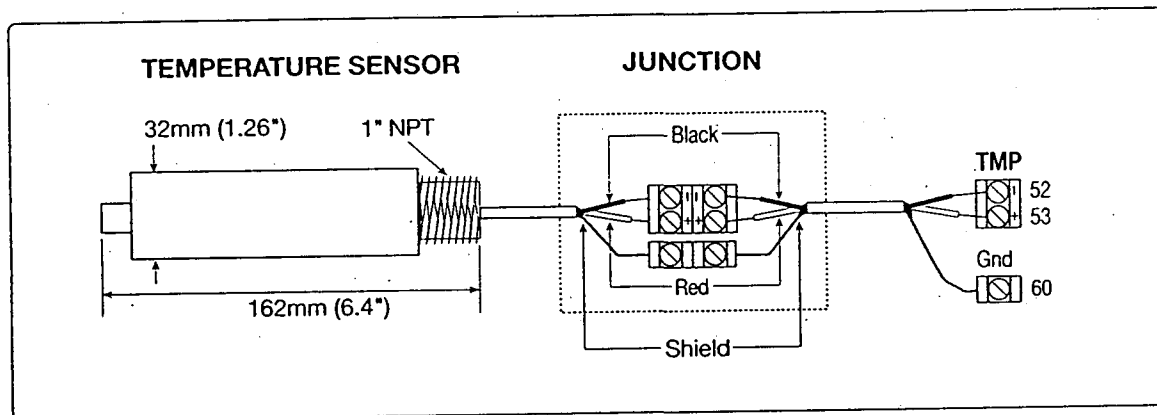 TEMPERATURE SENSOR
JUNCTION
32mm (1.26")
1" NPT
Black
TMP
- 52
+ 53
- -
+ +
Gnd
60
Red
162mm (6.4")
Shield